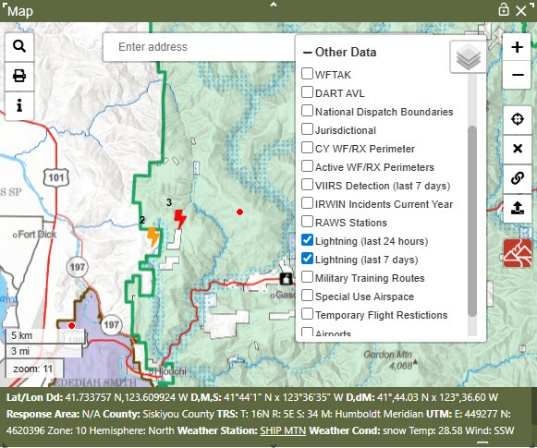 Map
Enter address
Other Data
WFTAK
DART AVL
National Dispatch Boundaries
Jurisdictional
CY WF/RX Perimeter
Active WF/RX Perimeters
VIIRS Detection (last 7 days)
IRWIN Incidents Current Year
RAWS Stations
Lightning (last 24 hours)
Lightning (last 7 days)
Military Training Routes
Special Use Airspace
Temporary Flight Restictions
Airports
101
S SP
Fort Dick
3
2
197
199
197
Gasq
Hiouchi
Gordon Mtn
4,068
EDEDIAH SMITH
5 km
3 mi
zoom: 11
Lat/Lon Dd: 41.733757 N,123.609924 W D,M,S: 41°44'1" N x 123°36'35" W D,dM: 41°,44.03 N x 123°,36.60 W
Response Area: N/A County: Siskiyou County TRS: T: 16N R: 5E S: 34 M: Humboldt Meridian UTM: E: 449277 N:
4620396 Zone: 10 Hemisphere: North Weather Station: SHIP MTN Weather Cond: snow Temp: 28.58 Wind: SSW